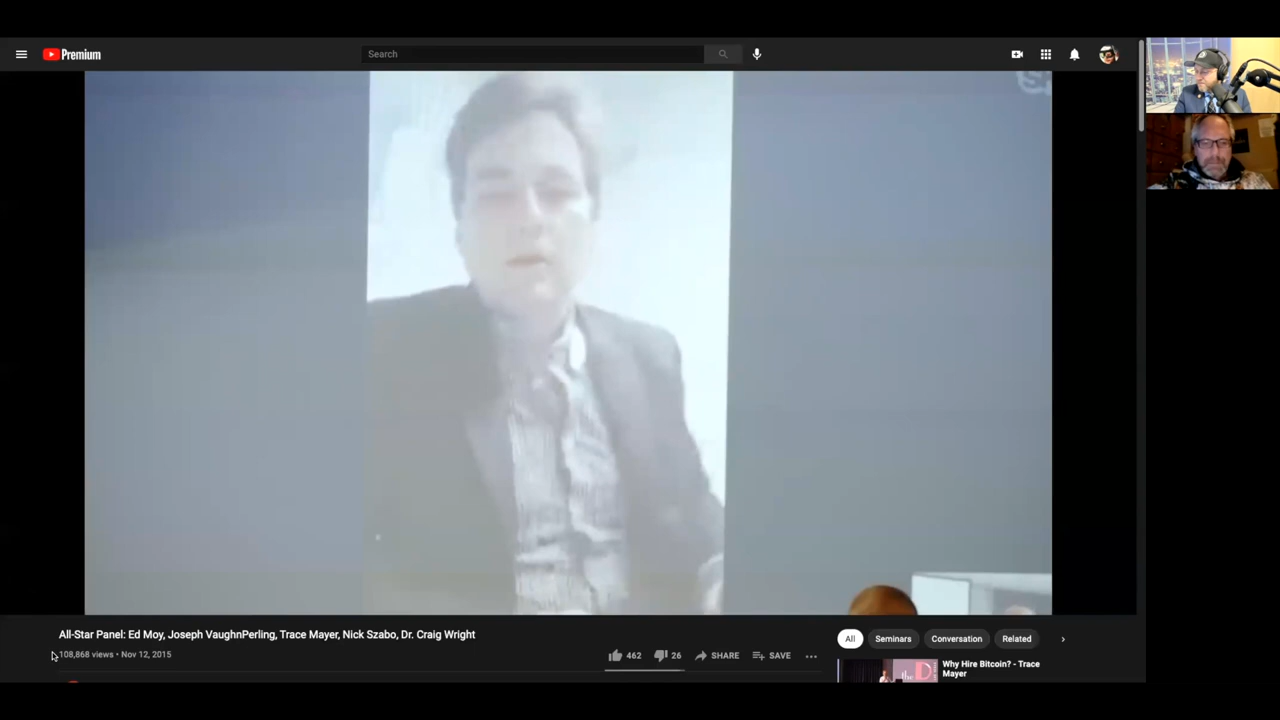 Premium
Search
All-Star Panel: Ed Moy, Joseph VaughnPerling, Trace Mayer, Nick Szabo, Dr. Craig Wright
108,868 views • Nov 12, 2015
462
26
SHARE
SAVE
All
Seminars
Conversation
Related
Why Hire Bitcoin? - Trace
Mayer